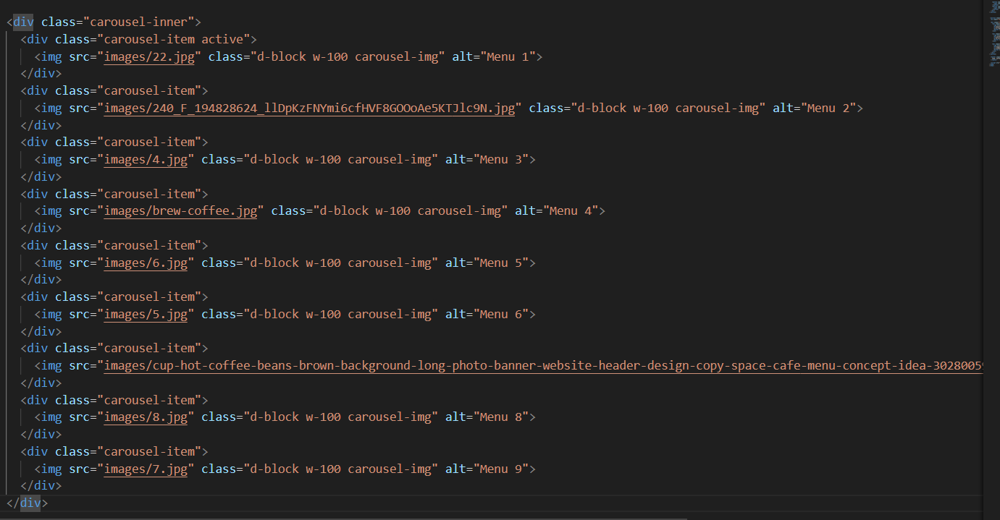 <div class="carousel-inner">
<div class="carousel-item active">
<img src="images/22.jpg" class="d-block w-100 carousel-img" alt="Menu 1">
</div>
<div class="carousel-item">
<img src="images/240_F_194828624_llDpKzFNYmi6cfHVF8GOOoAe5KTJlc9N.jpg" class="d-block w-100 carousel-img" alt="Menu 2">
</div>
<div class="carousel-item">
<img src="images/4.jpg" class="d-block w-100 carousel-img" alt="Menu 3">
</div>
<div class="carousel-item">
<img src="images/brew-coffee.jpg" class="d-block w-100 carousel-img" alt="Menu 4">
</div>
<div class="carousel-item">
<img src="images/6.jpg" class="d-block w-100 carousel-img" alt="Menu 5">
</div>
<div class="carousel-item">
<img src="images/5.jpg" class="d-block w-100 carousel-img" alt="Menu 6">
</div>
<div class="carousel-item">
<img src="images/cup-hot-coffee-beans-brown-background-long-photo-banner-website-header-design-copy-space-cafe-menu-concept-idea-3028005
</div>
<div class="carousel-item">
<img src="images/8.jpg" class="d-block w-100 carousel-img" alt="Menu 8">
</div>
<div class="carousel-item">
<img src="images/7.jpg" class="d-block w-100 carousel-img" alt="Menu 9">
</div>
</div>